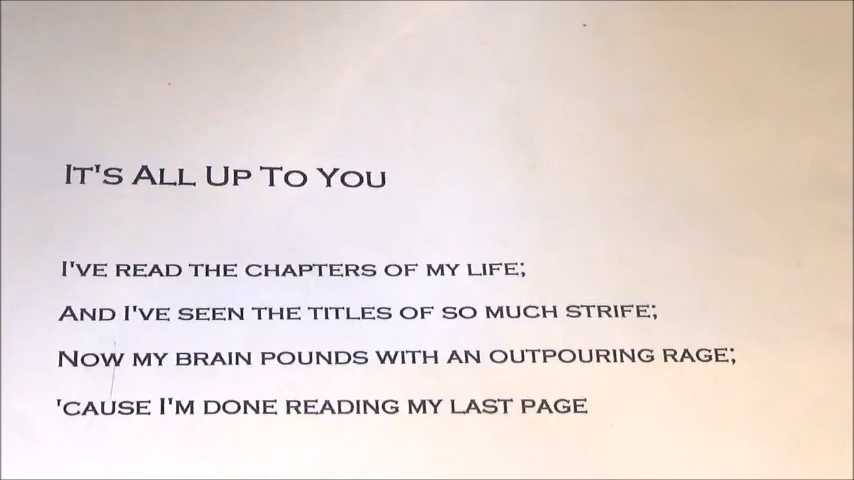 It's All Up To You
I've read the chapters of my life;
And I've seen the titles of so much strife;
Now my brain pounds with an outpouring rage;
'cause I'm done reading my last page